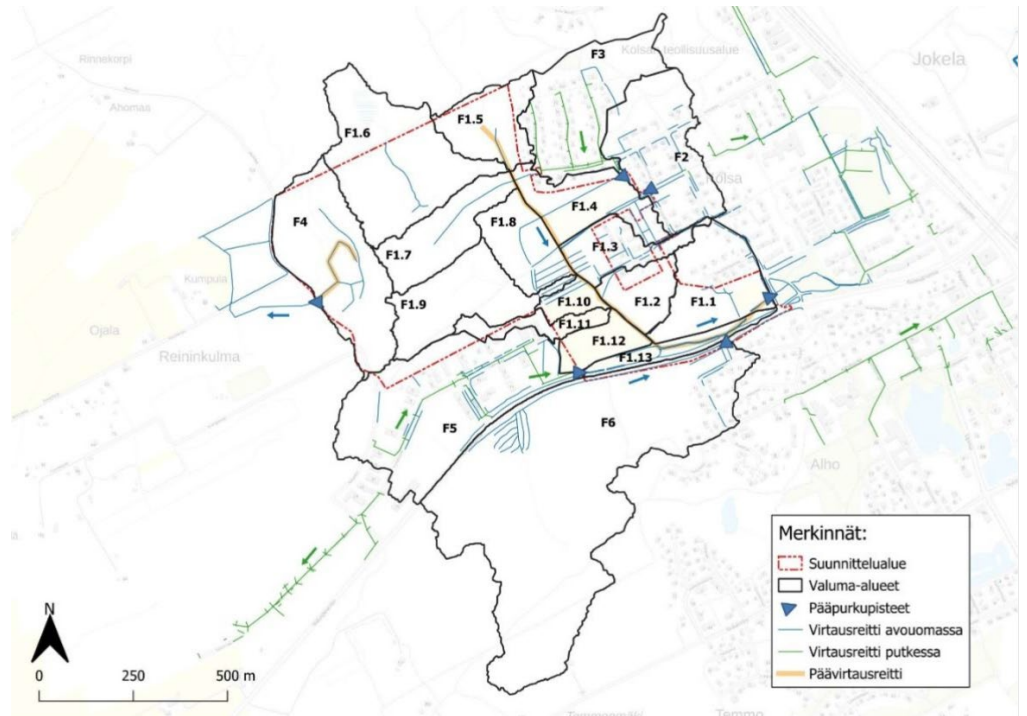 Rinnekorpi
F3
Kolsan teollisuusalue
Jokela
Ahomaa
F1.5
F1.6
F2
Kolsa
F4
F1.8
F1.4
F1.3
F1.7
Kumpula
F1.9
F1.10
F1.2
F1.1
F1.11
Ojala
Reininkulma
F1.12
F1.13
F5
F6
Alho
Merkinnät:
Suunnittelualue
Valuma-alueet
Pääpurkupisteet
Virtausreitti avouomassa
Virtausreitti putkessa
Päävirtausreitti
N
0 250 500 m
Temmo